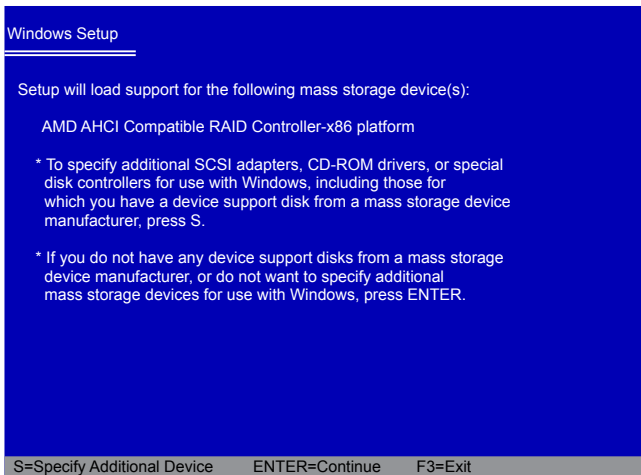 Windows Setup
Setup will load support for the following mass storage device(s):
AMD AHCI Compatible RAID Controller-x86 platform
* To specify additional SCSI adapters, CD-ROM drivers, or special
disk controllers for use with Windows, including those for
which you have a device support disk from a mass storage device
manufacturer, press S.
* If you do not have any device support disks from a mass storage
device manufacturer, or do not want to specify additional
mass storage devices for use with Windows, press ENTER.
S=Specify Additional Device ENTER=Continue F3=Exit